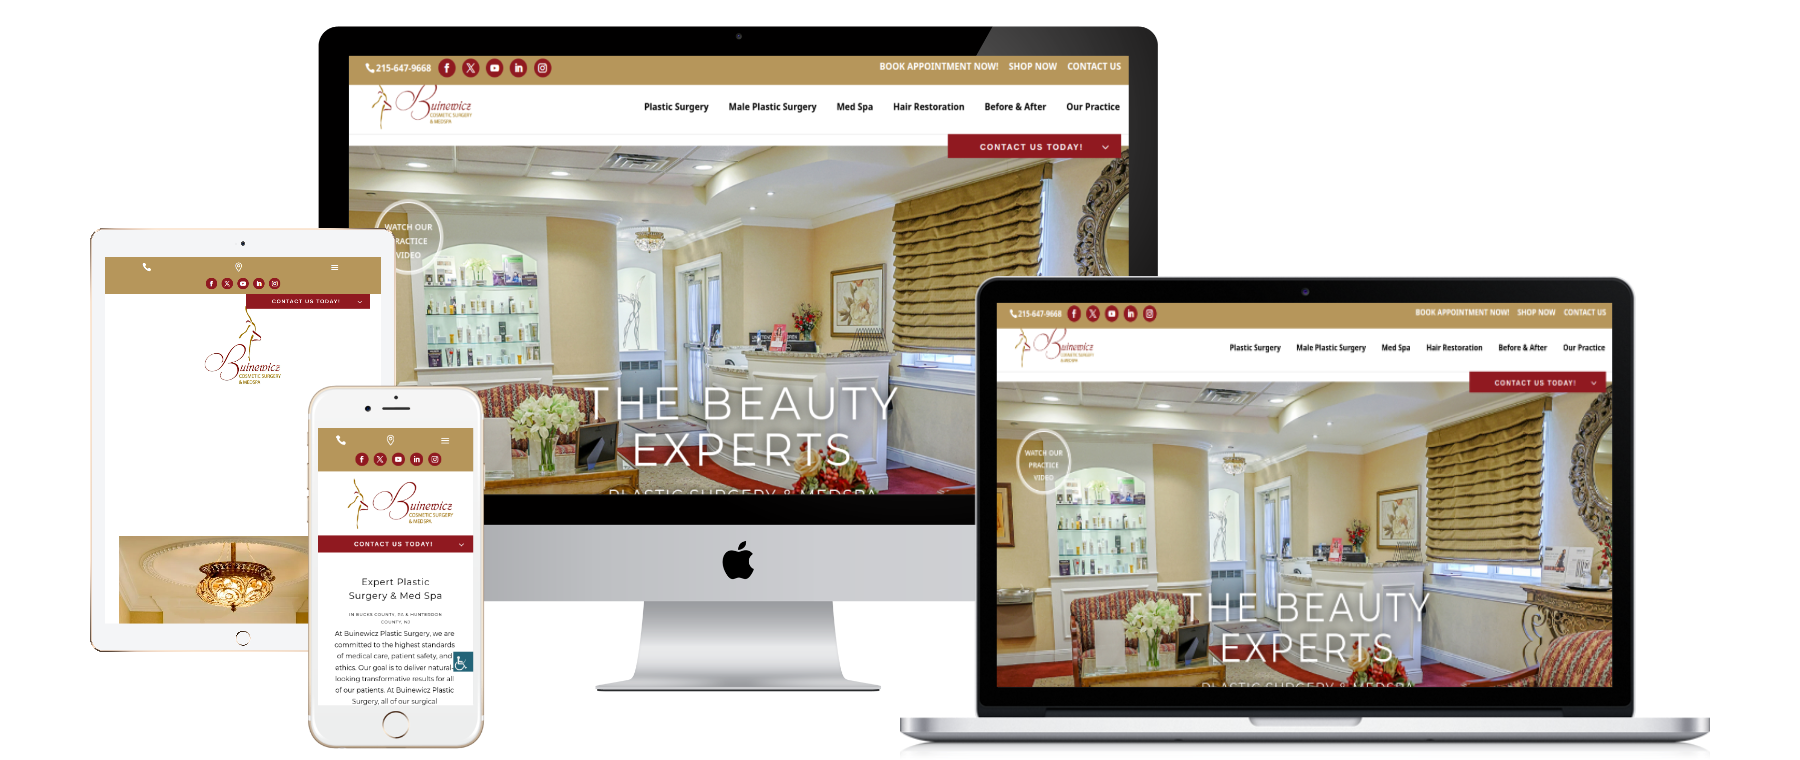 215-647-9668
BOOK APPOINTMENT NOW! SHOP NOW CONTACT US
Buinewicz
COSMETIC SURGERY
& MEDSPA
Plastic Surgery Male Plastic Surgery Med Spa Hair Restoration Before & After Our Practice
CONTACT US TODAY!
WATCH OUR
PRACTICE
VIDEO
THE BEAUTY
EXPERTS
PLASTIC SURGERY & MEDSPA
CONTACT US TODAY!
Buinewicz
COSMETIC SURGERY
& MEDSPA
Buinewicz
COSMETIC SURGERY
& MEDSPA
CONTACT US TODAY!
Expert Plastic
Surgery & Med Spa
IN BUCKS COUNTY, PA & HUNTERDON
COUNTY, NJ
At Buinewicz Plastic Surgery, we are
committed to the highest standards
of medical care, patient safety, and
ethics. Our goal is to deliver natural-
looking transformative results for all
of our patients. At Buinewicz Plastic
Surgery, all of our surgical
215-647-9668
BOOK APPOINTMENT NOW! SHOP NOW CONTACT US
Buinewicz
COSMETIC SURGERY
& MEDSPA
Plastic Surgery Male Plastic Surgery Med Spa Hair Restoration Before & After Our Practice
CONTACT US TODAY!
WATCH OUR
PRACTICE
VIDEO
THE BEAUTY
EXPERTS
PLASTIC SURGERY & MEDSPA